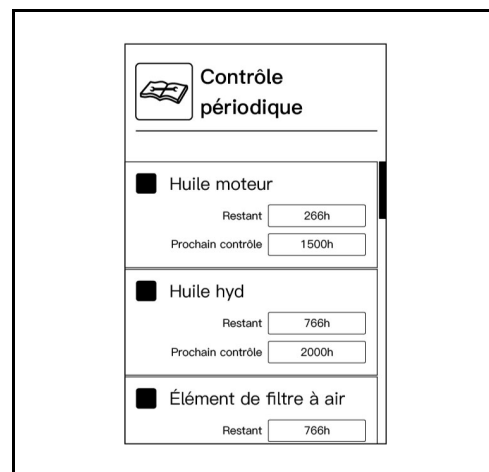 Contrôle
périodique
Huile moteur
Restant 266h
Prochain contrôle 1500h
Huile hyd
Restant 766h
Prochain contrôle 2000h
Élément de filtre à air
Restant 766h